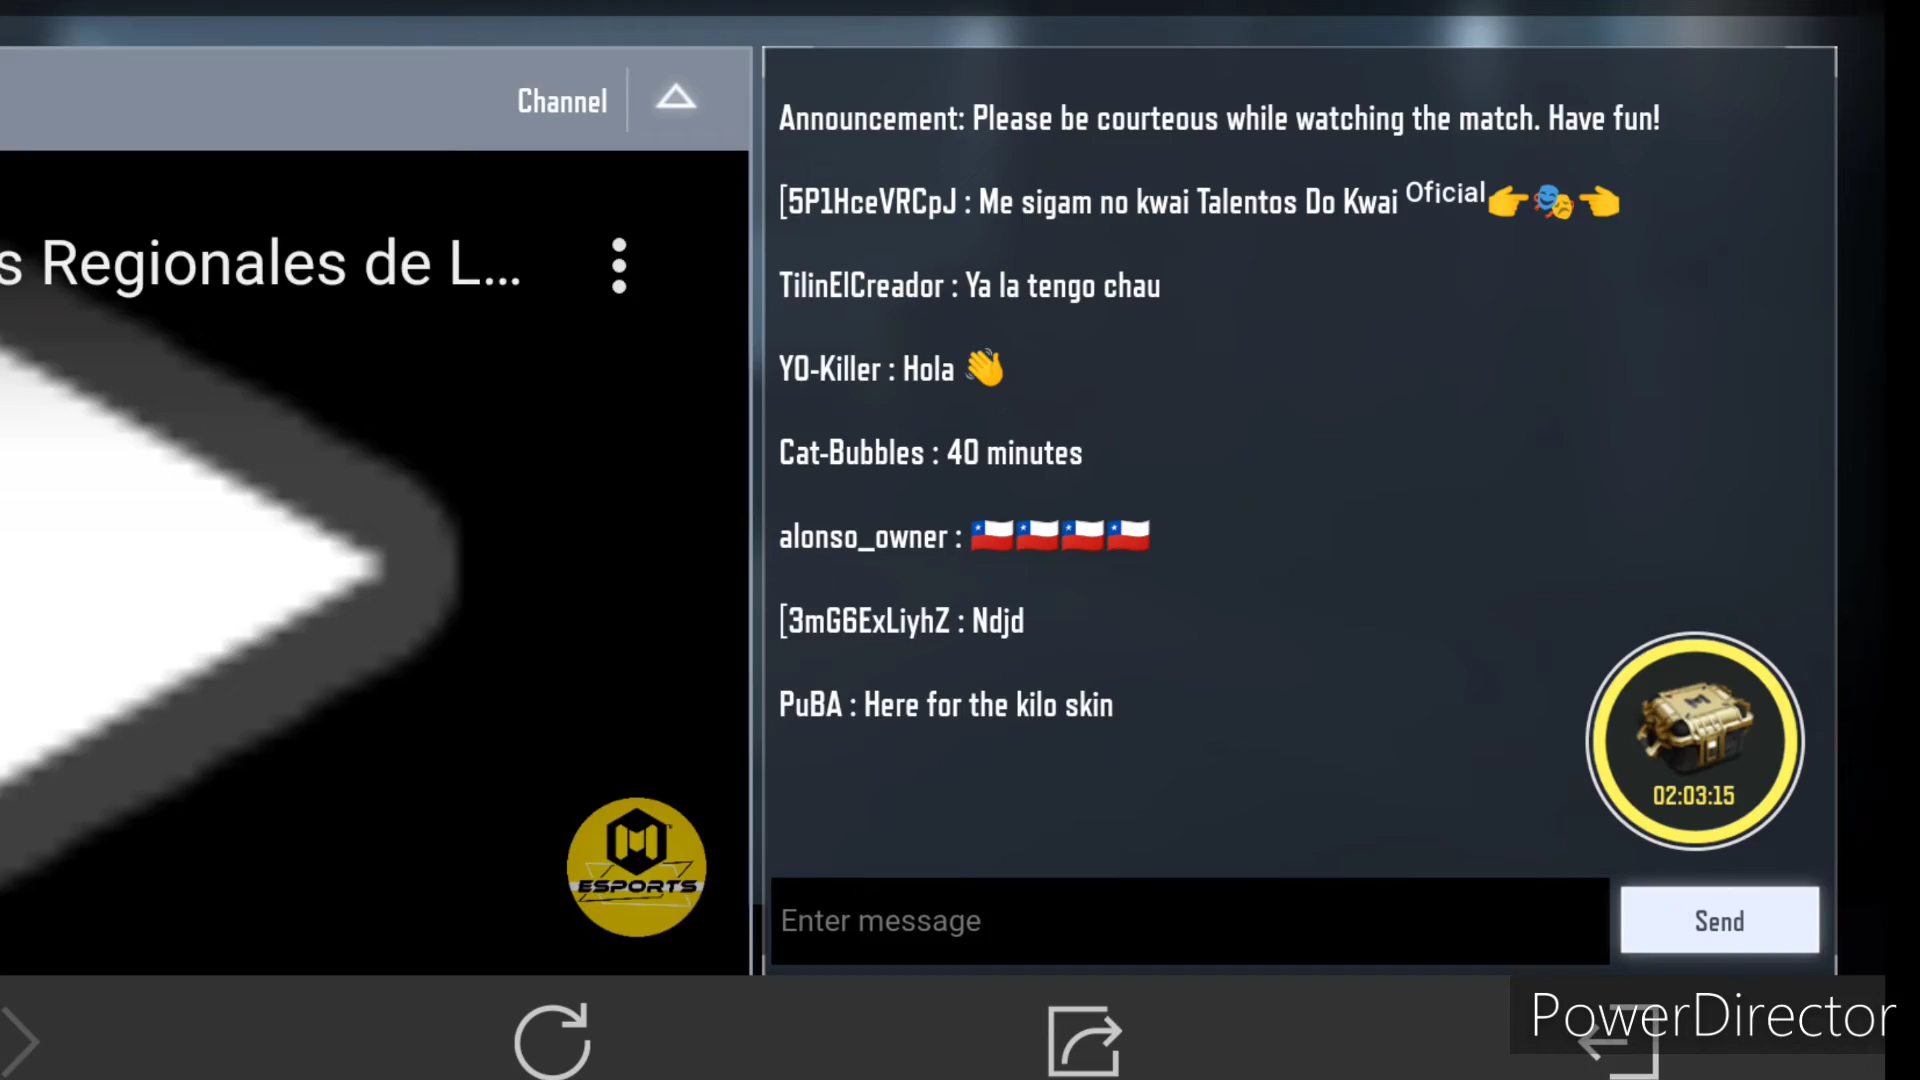 Channel
s Regionales de L...
ESPORTS
Announcement: Please be courteous while watching the match. Have fun!
[5P1HceVRCpJ : Me sigam no kwai Talentos Do Kwai Oficial👉🎭👈
TilinElCreador : Ya la tengo chau
YO-Killer : Hola 👋
Cat-Bubbles : 40 minutes
alonso_owner : 🇨🇱🇨🇱🇨🇱🇨🇱
[3mG6ExLiyhZ : Ndjd
PuBA : Here for the kilo skin
02:03:15
Enter message
Send
PowerDirector